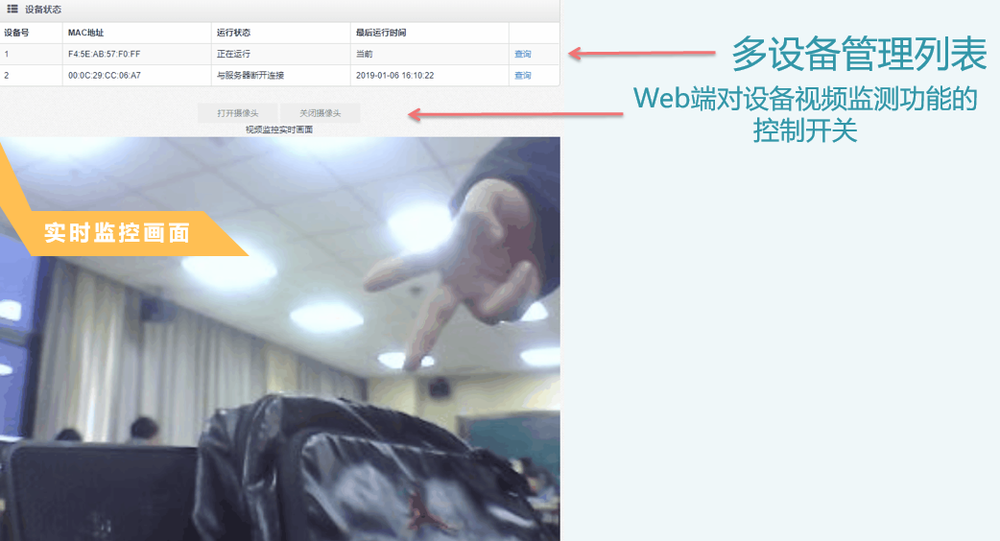 设备状态
设备号 MAC地址 运行状态 最后运行时间
1 F4:5E:AB:57:F0:FF 正在运行 当前 查询
2 00:0C:29:CC:06:A7 与服务器断开连接 2019-01-06 16:10:22 查询
多设备管理列表
Web端对设备视频监测功能的
控制开关
打开摄像头 关闭摄像头
视频监控实时画面
实时监控画面